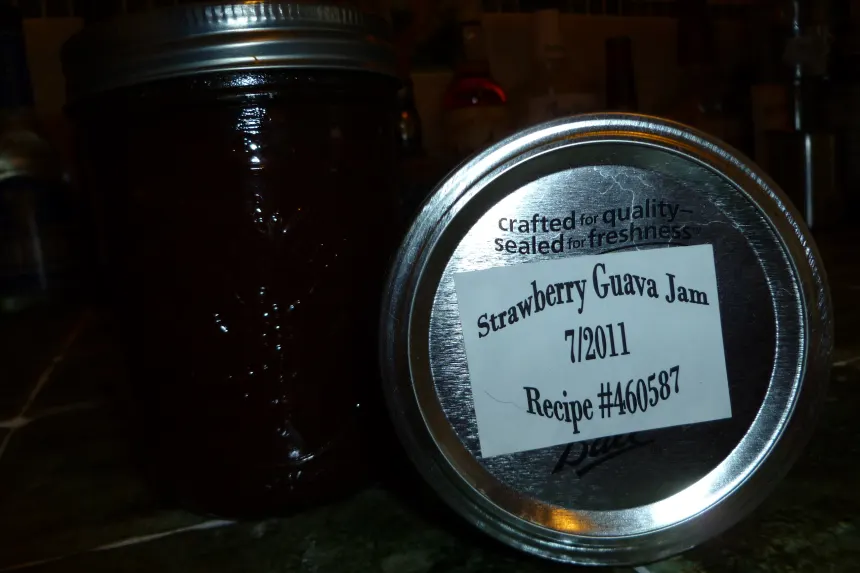 crafted for quality–
sealed for freshness
Strawberry Guava Jam
7/2011
Recipe #460587
Ball